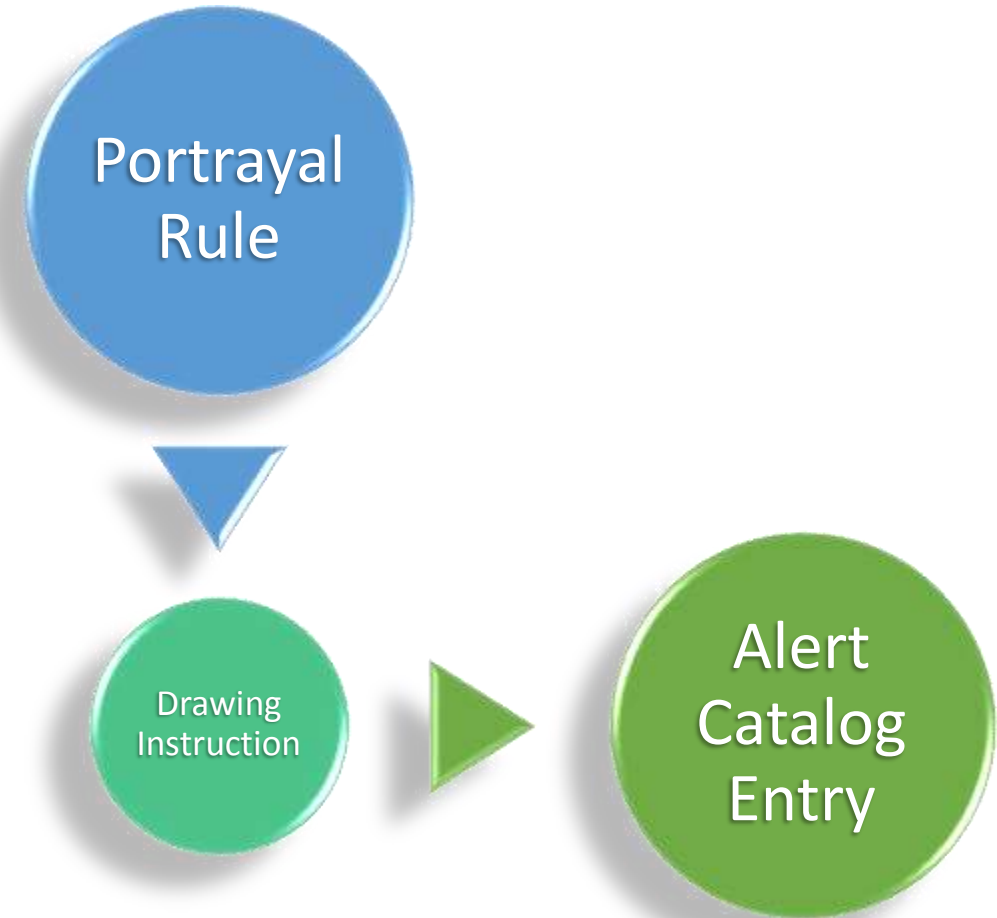 Portrayal
Rule
Drawing
Instruction
Alert
Catalog
Entry